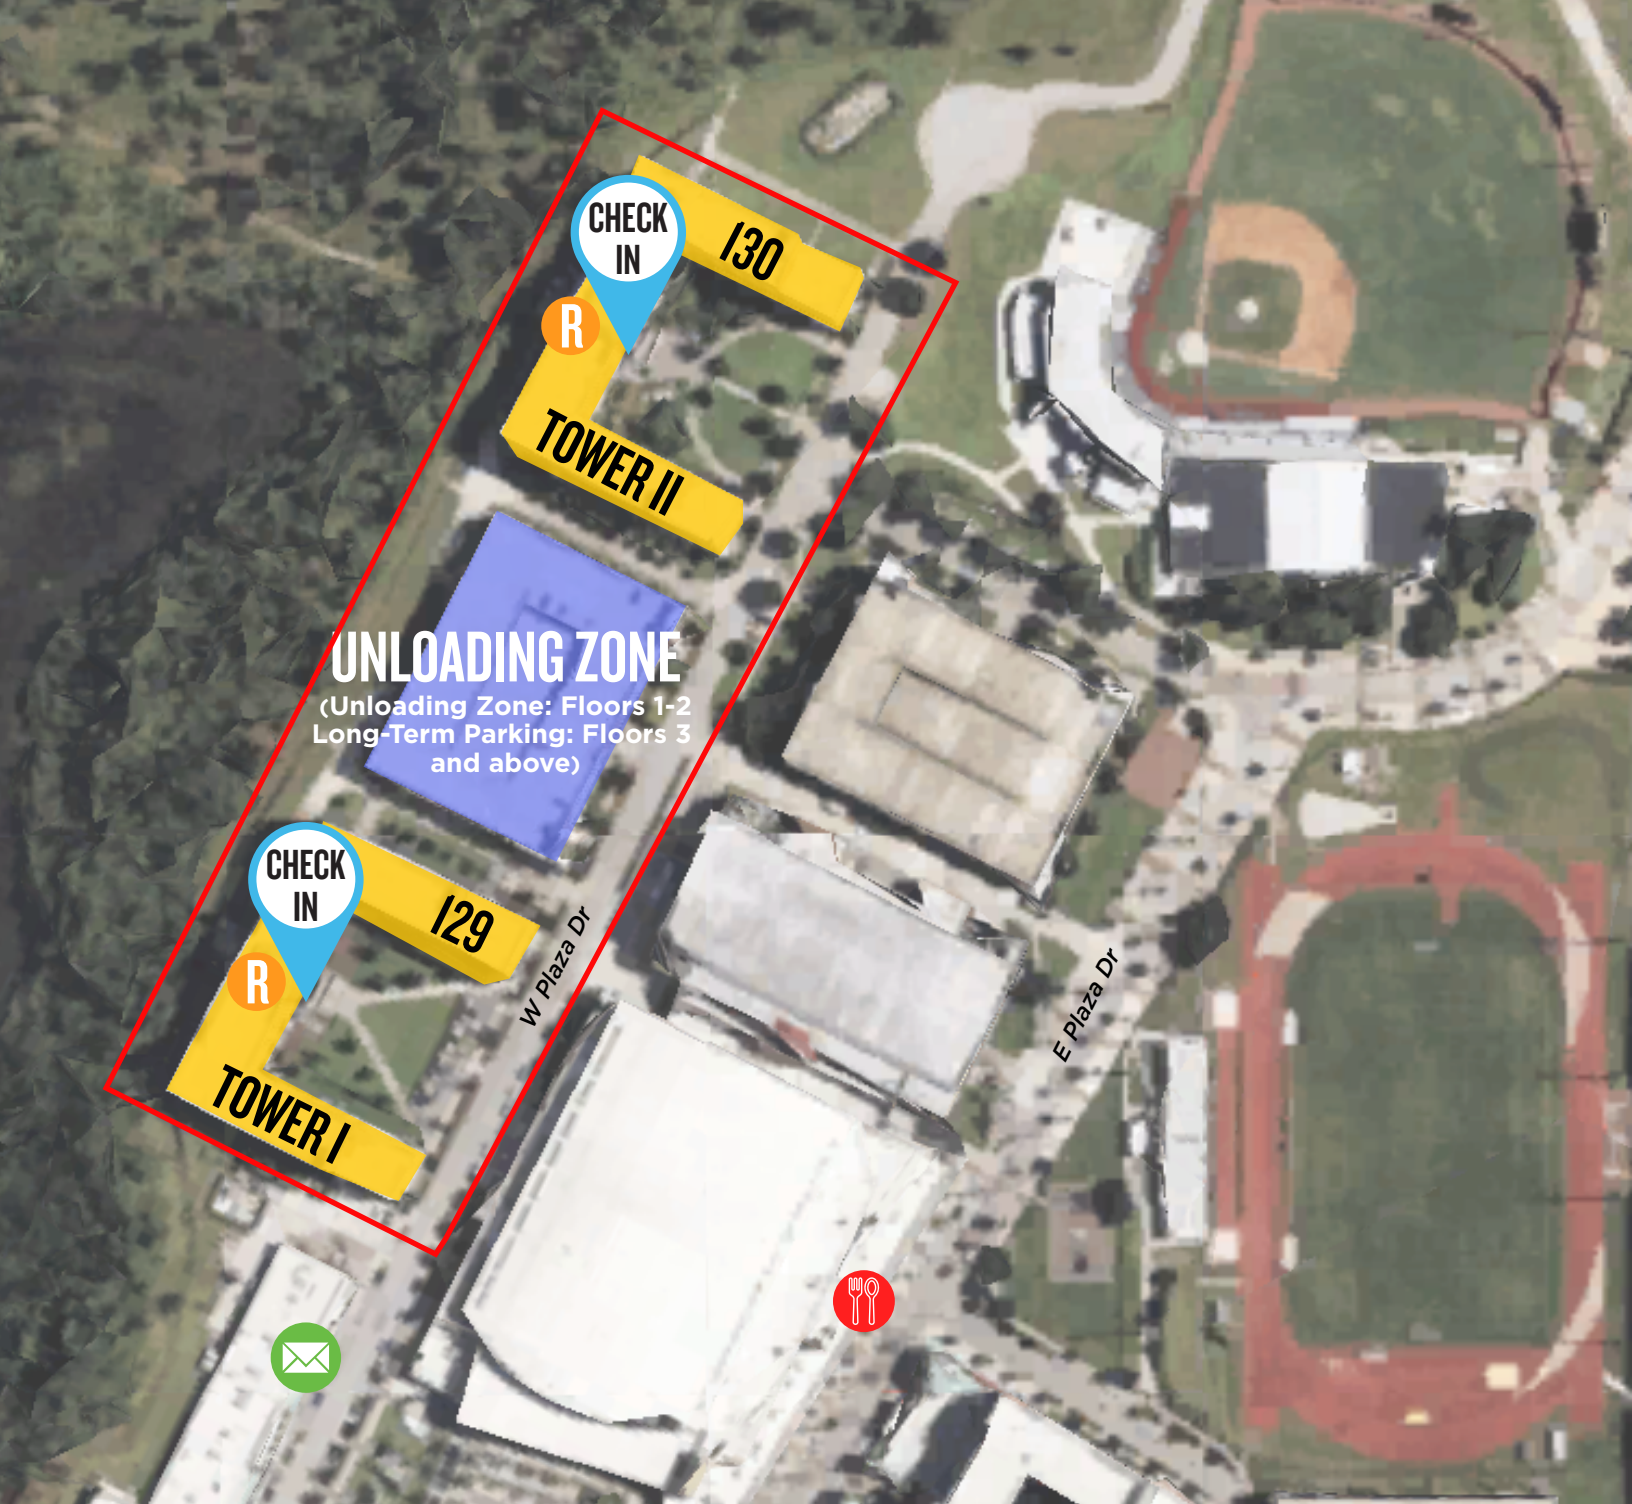 CHECK
IN
130
R
TOWER II
UNLOADING ZONE
(Unloading Zone: Floors 1-2
Long-Term Parking: Floors 3
and above)
CHECK
IN
129
R
W Plaza Dr
E Plaza Dr
TOWER I